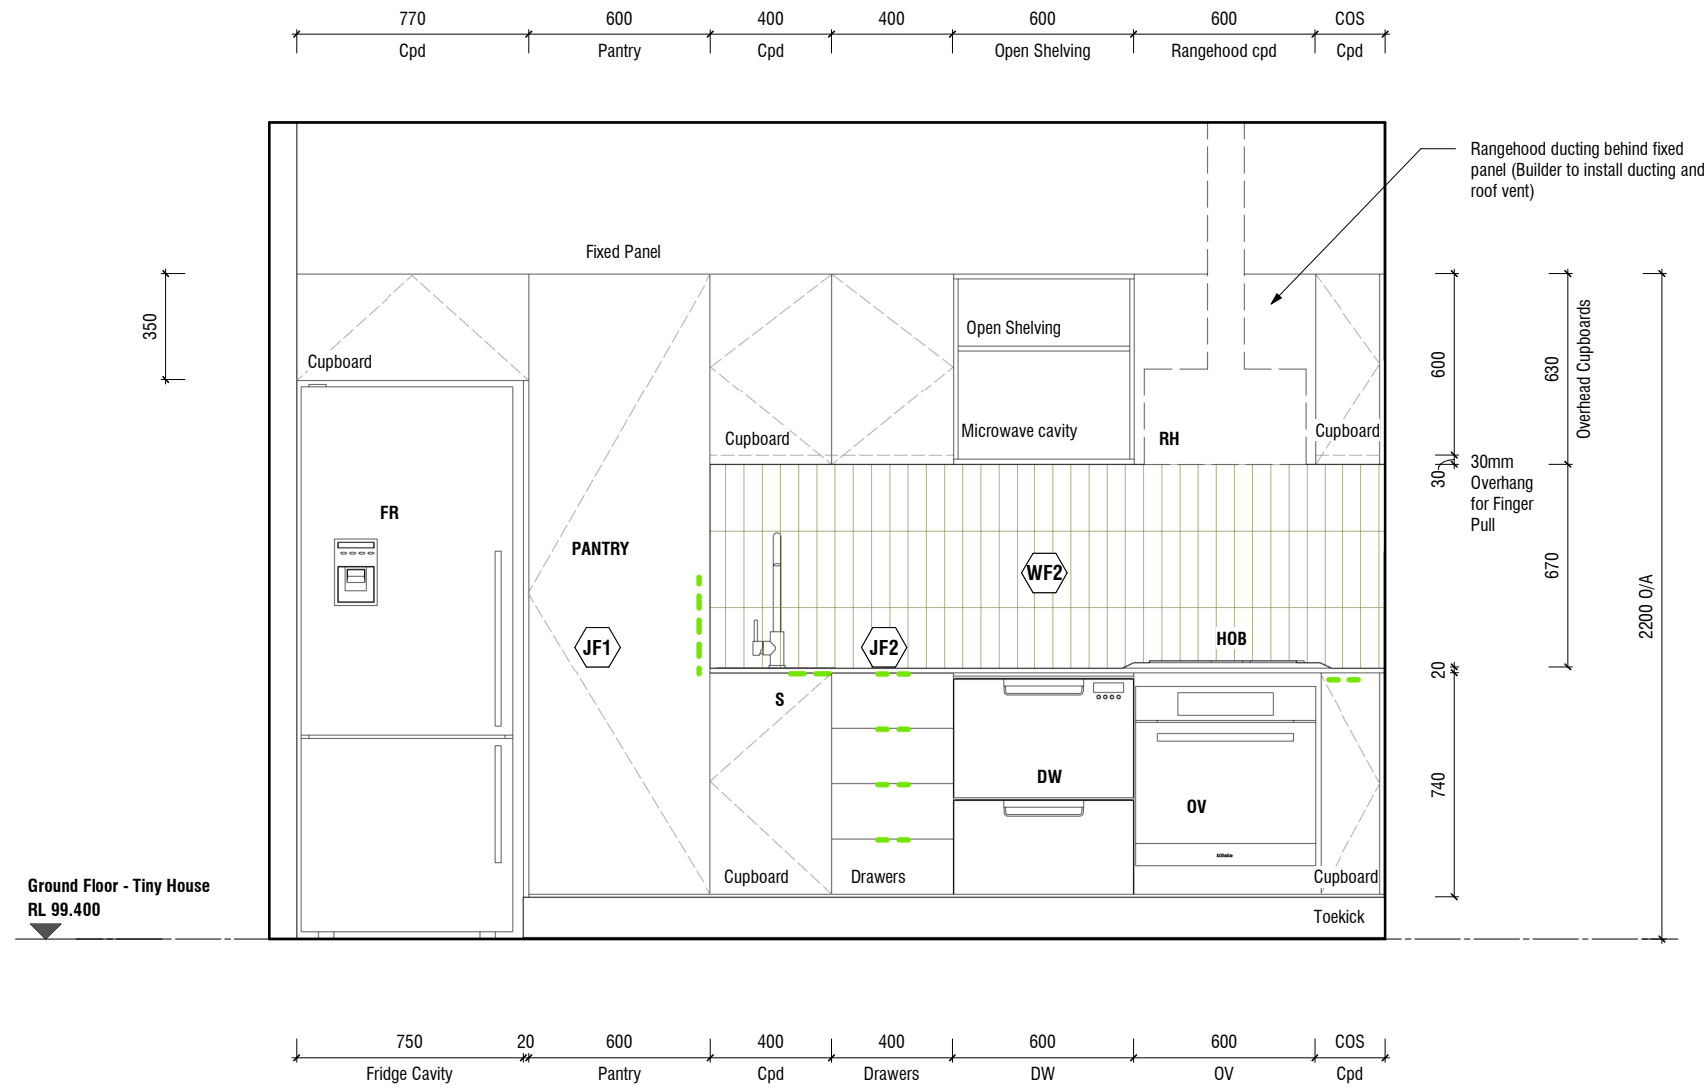 770
600
400
400
600
600
COS
Cpd
Pantry
Cpd
Open Shelving
Rangehood cpd
Cpd
Rangehood ducting behind fixed
panel (Builder to install ducting and
roof vent)
Fixed Panel
350
Cupboard
Open Shelving
Cupboard
Microwave cavity
RH
Cupboard
600
630
Overhead Cupboards
30
30mm
Overhang
for Finger
Pull
FR
PANTRY
WF2
670
2200 O/A
JF1
JF2
HOB
20
S
DW
OV
740
Cupboard
Drawers
Cupboard
Toekick
Ground Floor - Tiny House
RL 99.400
750
20
600
400
400
600
600
COS
Fridge Cavity
Pantry
Cpd
Drawers
DW
OV
Cpd